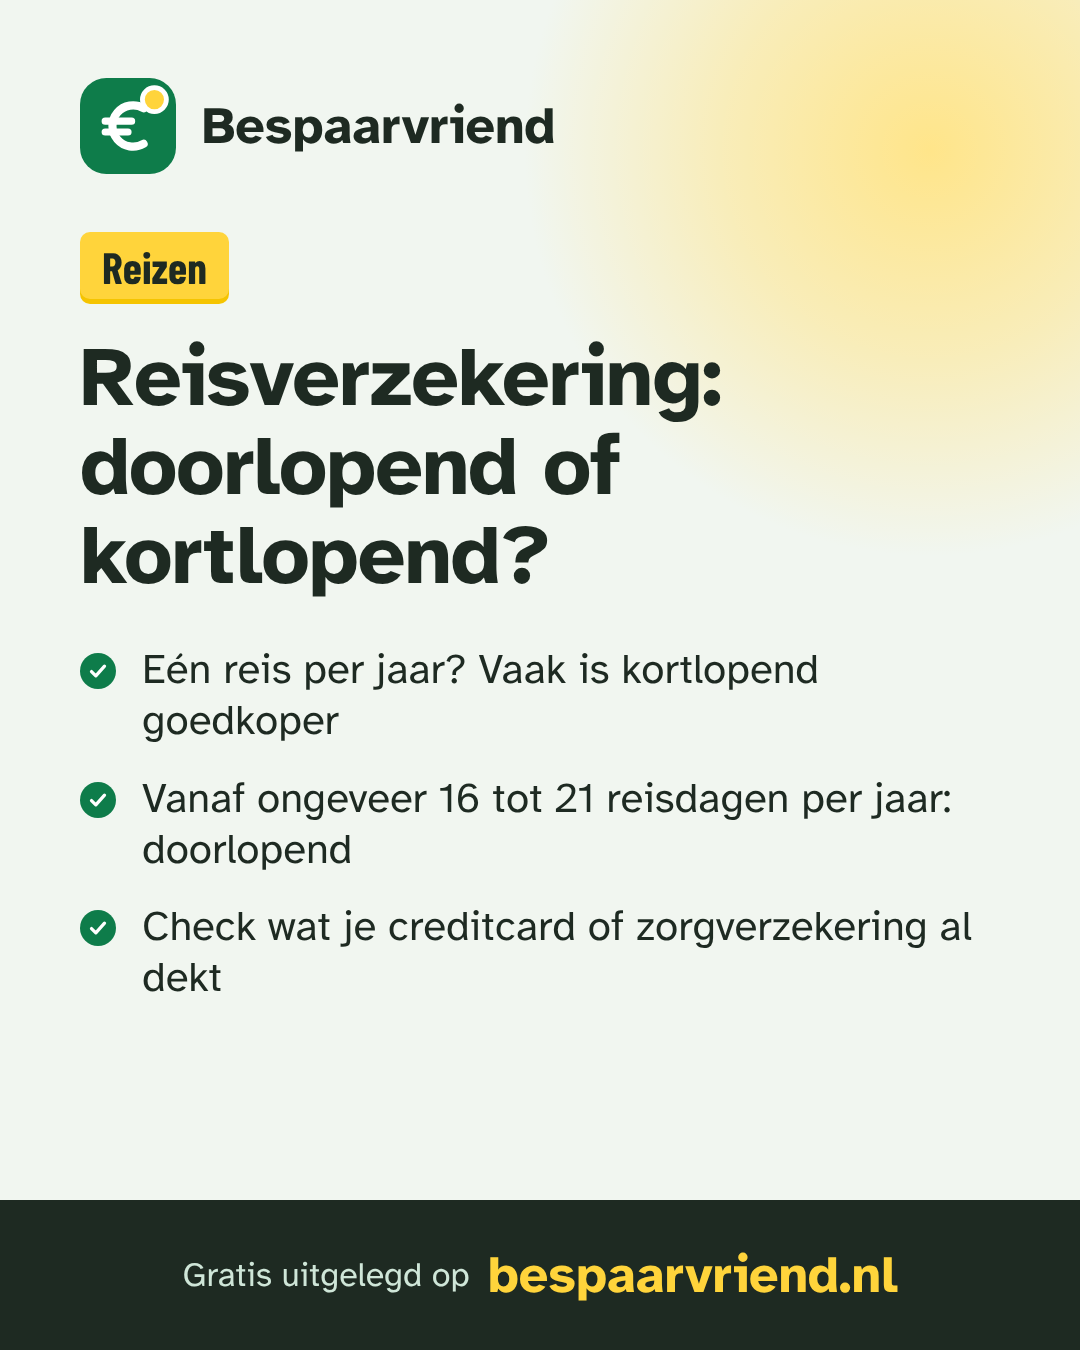 €
Bespaarvriend
Reizen
Reisverzekering:
doorlopend of
kortlopend?
Eén reis per jaar? Vaak is kortlopend
goedkoper
Vanaf ongeveer 16 tot 21 reisdagen per jaar:
doorlopend
Check wat je creditcard of zorgverzekering al
dekt
Gratis uitgelegd op bespaarvriend.nl